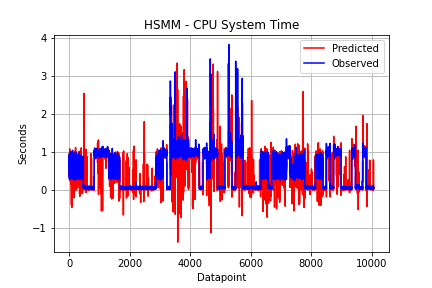 HSMM - CPU System Time
Predicted
Observed
4
3
2
1
0
−1
Seconds
0
2000
4000
6000
8000
10000
Datapoint